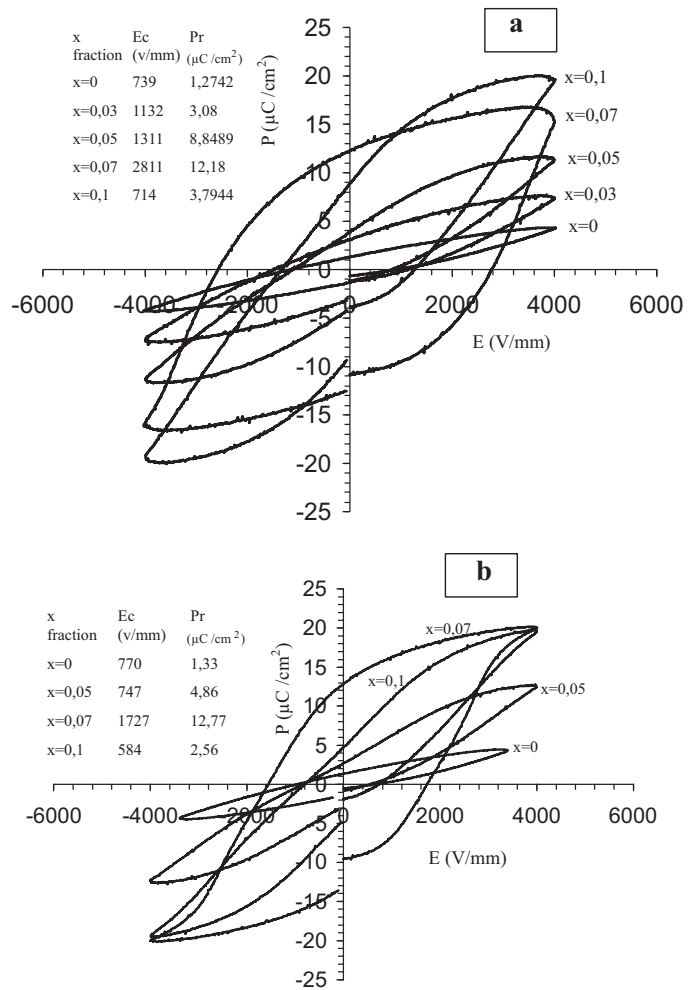 a
x Ec Pr
fraction (v/mm) (µC /cm²)
x=0 739 1,2742
x=0,03 1132 3,08
x=0,05 1311 8,8489
x=0,07 2811 12,18
x=0,1 714 3,7944
P (µC /cm²)
25
20
15
10
5
0
-5
-10
-15
-20
-25
x=0,1
x=0,07
x=0,05
x=0,03
x=0
-6000 -4000 -2000 0 2000 4000 6000
E (V/mm)
b
x Ec Pr
fraction (v/mm) (µC /cm²)
x=0 770 1,33
x=0,05 747 4,86
x=0,07 1727 12,77
x=0,1 584 2,56
P (µC /cm²)
25
20
15
10
5
0
-5
-10
-15
-20
-25
x=0,07
x=0,1
x=0,05
x=0
-6000 -4000 -2000 0 2000 4000 6000
E (V/mm)